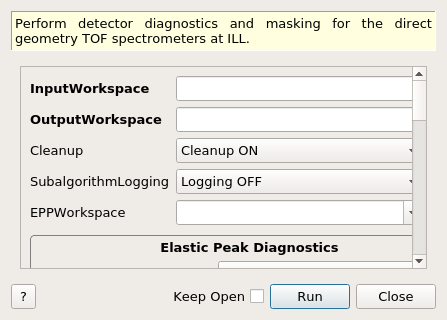 Perform detector diagnostics and masking for the direct
geometry TOF spectrometers at ILL.
InputWorkspace
OutputWorkspace
Cleanup Cleanup ON
SubalgorithmLogging Logging OFF
EPPWorkspace
Elastic Peak Diagnostics
? Keep Open Run Close